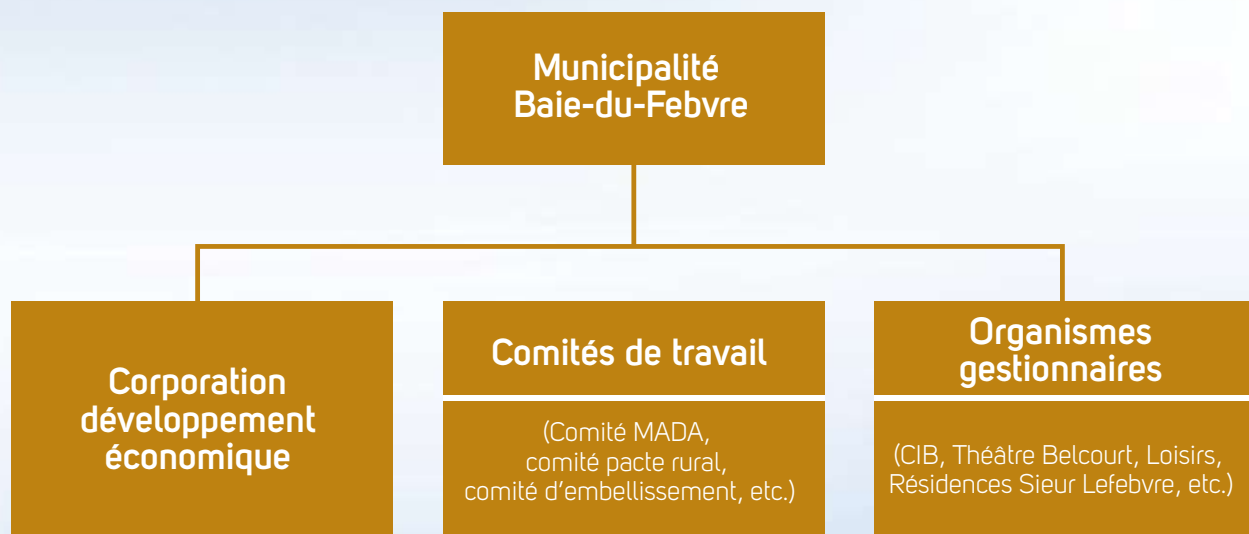 Municipalité
Baie-du-Febvre
Corporation
développement
économique
Comités de travail
(Comité MADA,
comité pacte rural,
comité d'embellissement, etc.)
Organismes
gestionnaires
(CIB, Théâtre Belcourt, Loisirs,
Résidences Sieur Lefebvre, etc.)